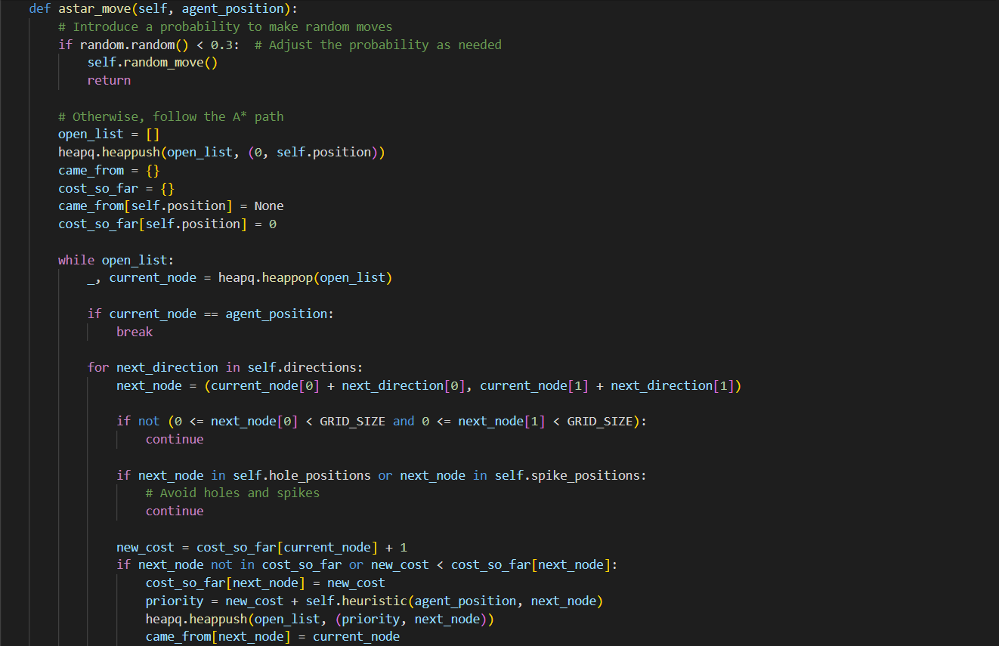 def astar_move(self, agent_position):
    # Introduce a probability to make random moves
    if random.random() < 0.3:  # Adjust the probability as needed
        self.random_move()
        return

    # Otherwise, follow the A* path
    open_list = []
    heapq.heappush(open_list, (0, self.position))
    came_from = {}
    cost_so_far = {}
    came_from[self.position] = None
    cost_so_far[self.position] = 0

    while open_list:
        _, current_node = heapq.heappop(open_list)

        if current_node == agent_position:
            break

        for next_direction in self.directions:
            next_node = (current_node[0] + next_direction[0], current_node[1] + next_direction[1])

            if not (0 <= next_node[0] < GRID_SIZE and 0 <= next_node[1] < GRID_SIZE):
                continue

            if next_node in self.hole_positions or next_node in self.spike_positions:
                # Avoid holes and spikes
                continue

            new_cost = cost_so_far[current_node] + 1
            if next_node not in cost_so_far or new_cost < cost_so_far[next_node]:
                cost_so_far[next_node] = new_cost
                priority = new_cost + self.heuristic(agent_position, next_node)
                heapq.heappush(open_list, (priority, next_node))
                came_from[next_node] = current_node